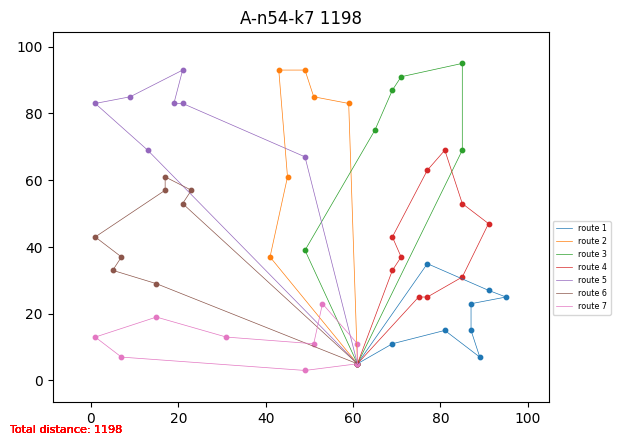 A-n54-k7 1198
100
80
60
40
20
0
0 20 40 60 80 100
route 1
route 2
route 3
route 4
route 5
route 6
route 7
Total distance: 1198